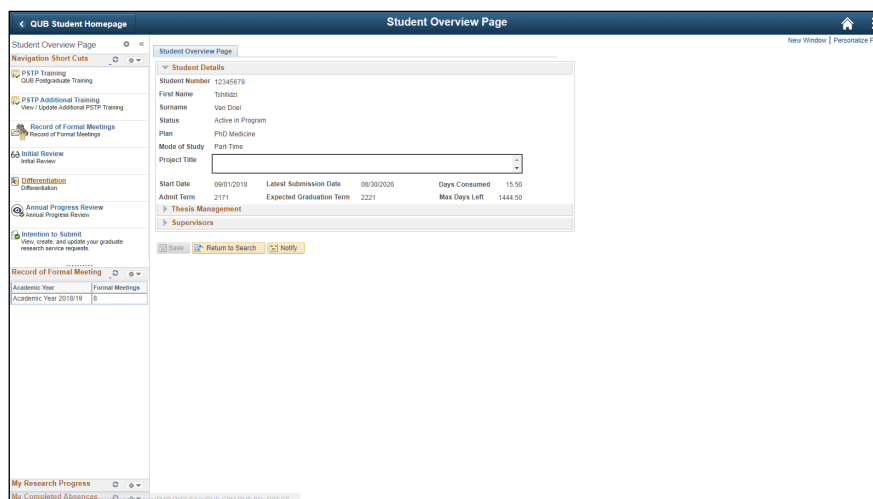 QUB Student Homepage
Student Overview Page
New Window | Personalize
Student Overview Page
Navigation Short Cuts
PSTP Training
QUB Postgraduate Training
PSTP Additional Training
View / Update Additional PSTP Training
Record of Formal Meetings
Record of Formal Meetings
Initial Review
Initial Review
Differentiation
Differentiation
Annual Progress Review
Annual Progress Review
Intention to Submit
View, create, and update your graduate
research service requests.
Record of Formal Meeting
Academic Year Formal Meetings
Academic Year 2018/19 8
My Research Progress
My Completed Absences
Student Overview Page
Student Details
Student Number 12345678
First Name Tshilidzi
Surname Van Driel
Status Active in Program
Plan PhD Medicine
Mode of Study Part-Time
Project Title
Start Date 09/01/2018 Latest Submission Date 08/30/2026 Days Consumed 15.50
Admit Term 2171 Expected Graduation Term 2221 Max Days Left 1444.50
Thesis Management
Supervisors
Save Return to Search Notify